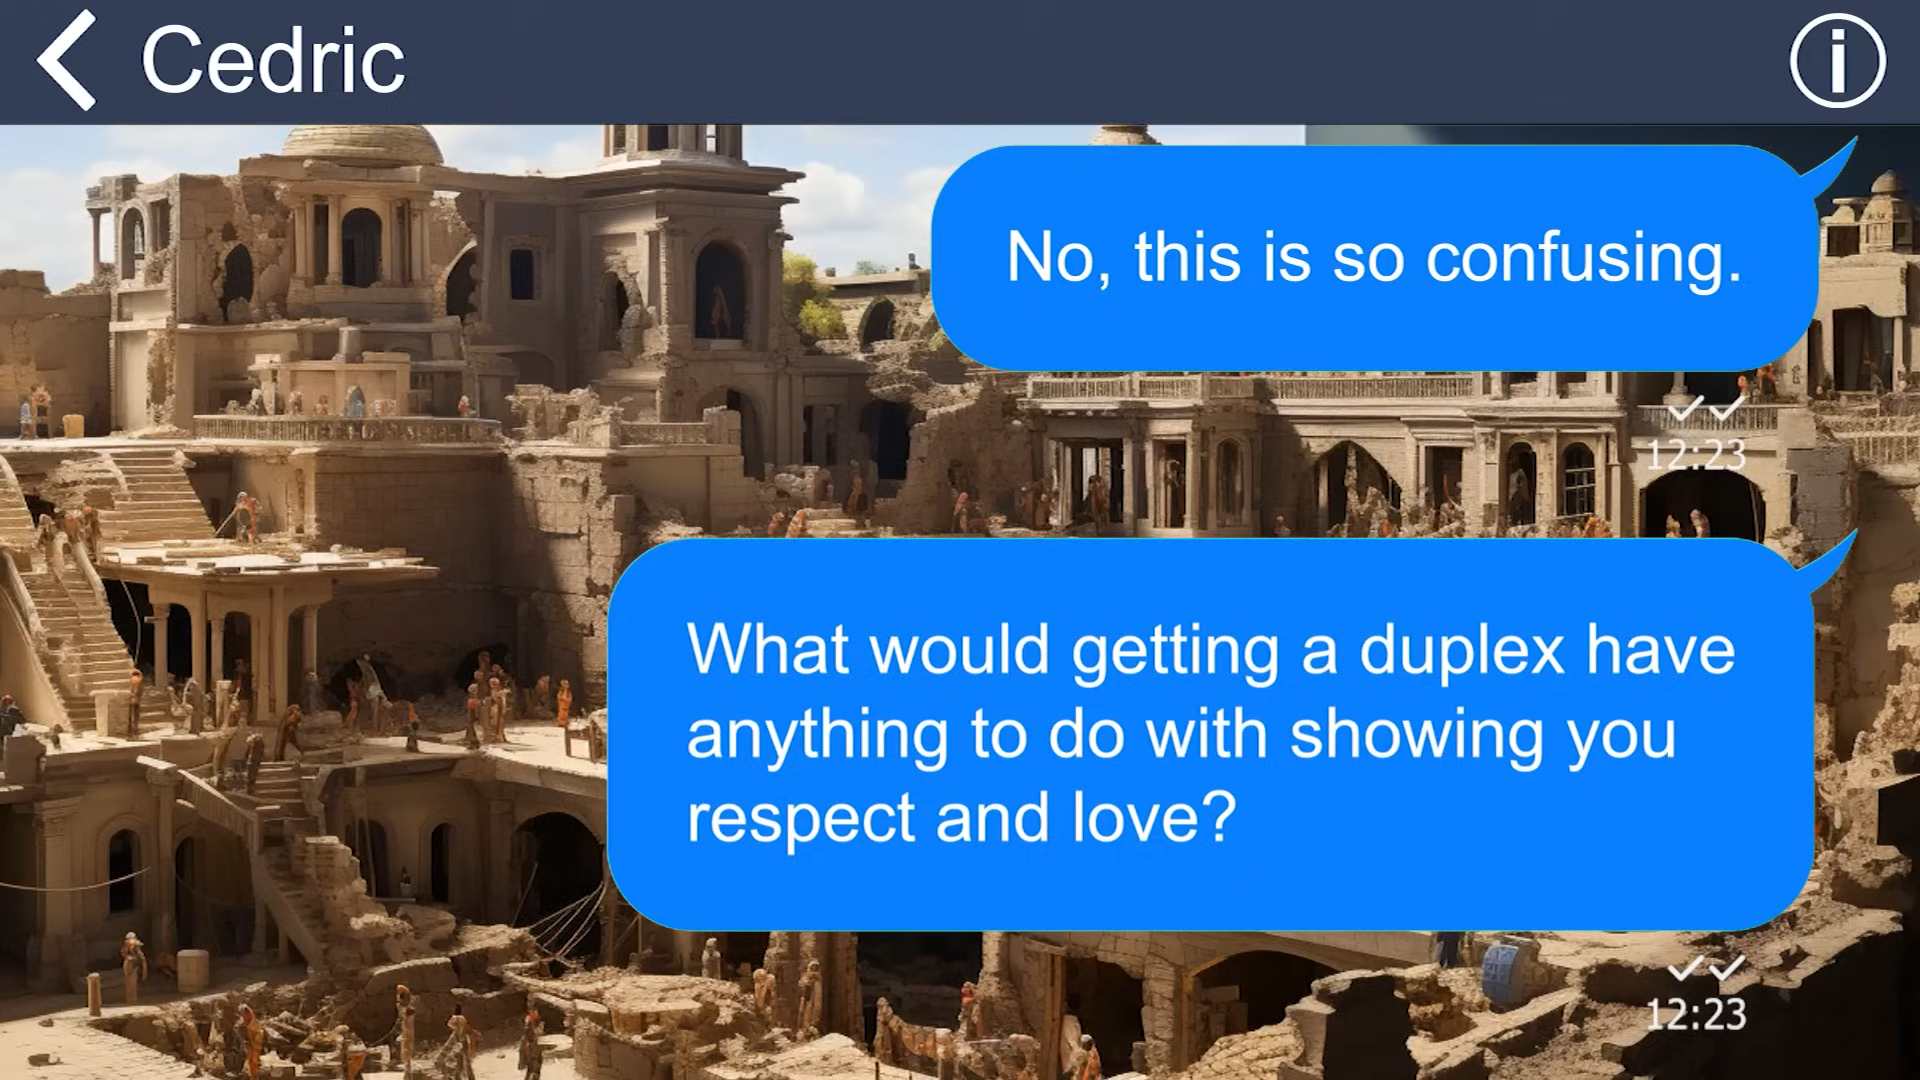 Cedric
No, this is so confusing.
12:23
What would getting a duplex have
anything to do with showing you
respect and love?
12:23